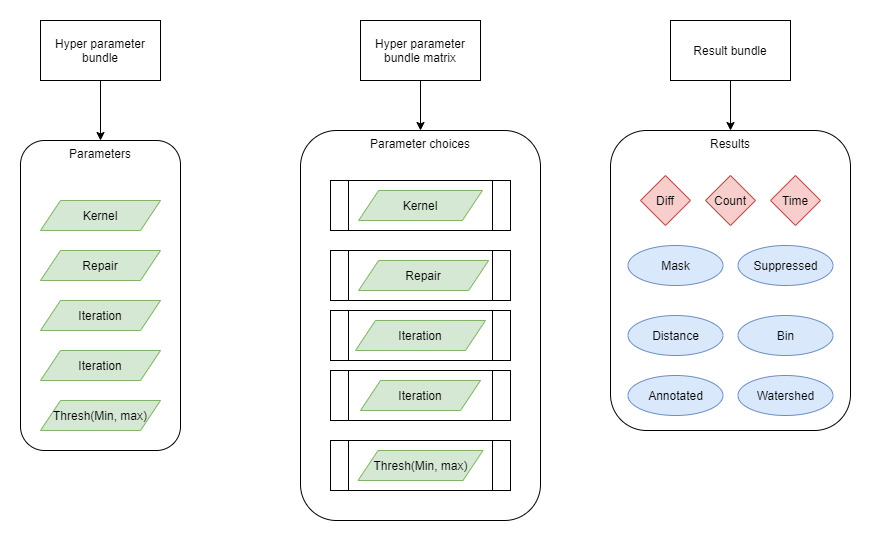 Hyper parameter
bundle
Parameters
Kernel
Repair
Iteration
Iteration
Thresh(Min, max)
Hyper parameter
bundle matrix
Parameter choices
Kernel
Repair
Iteration
Iteration
Thresh(Min, max)
Result bundle
Results
Diff
Count
Time
Mask
Suppressed
Distance
Bin
Annotated
Watershed